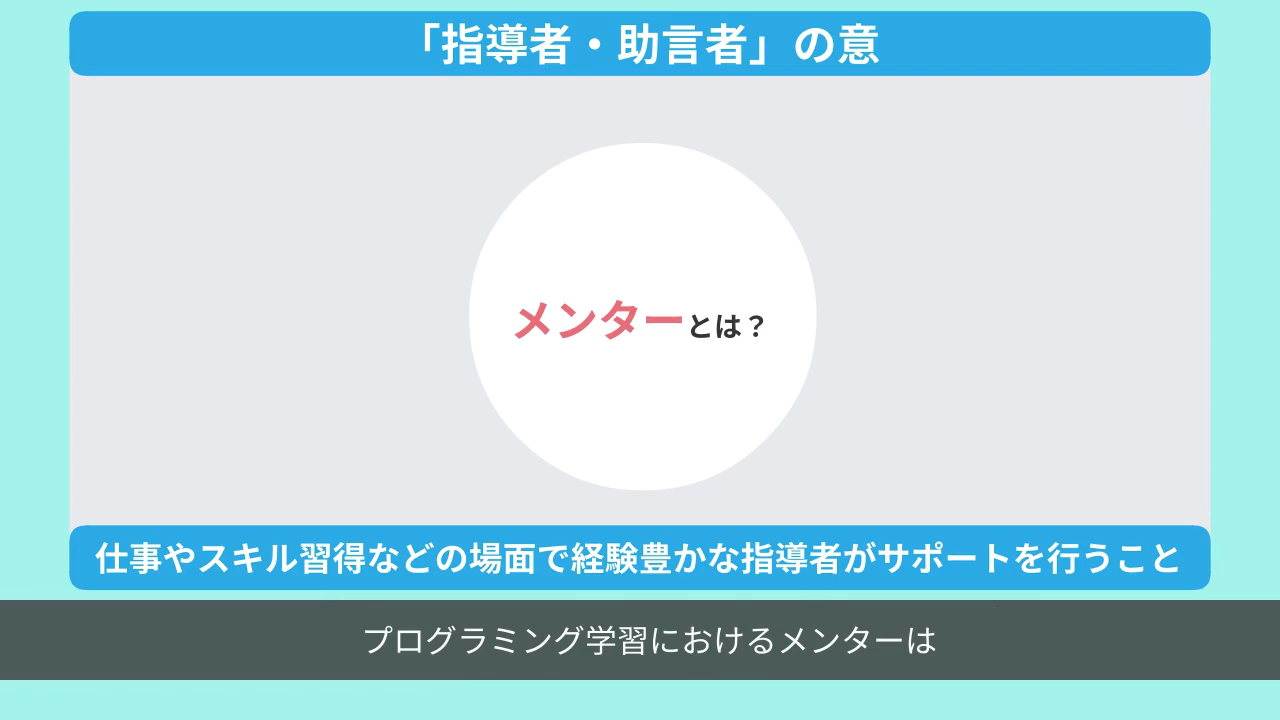 「指導者・助言者」の意
メンターとは？
仕事やスキル習得などの場面で経験豊かな指導者がサポートを行うこと
プログラミング学習におけるメンターは